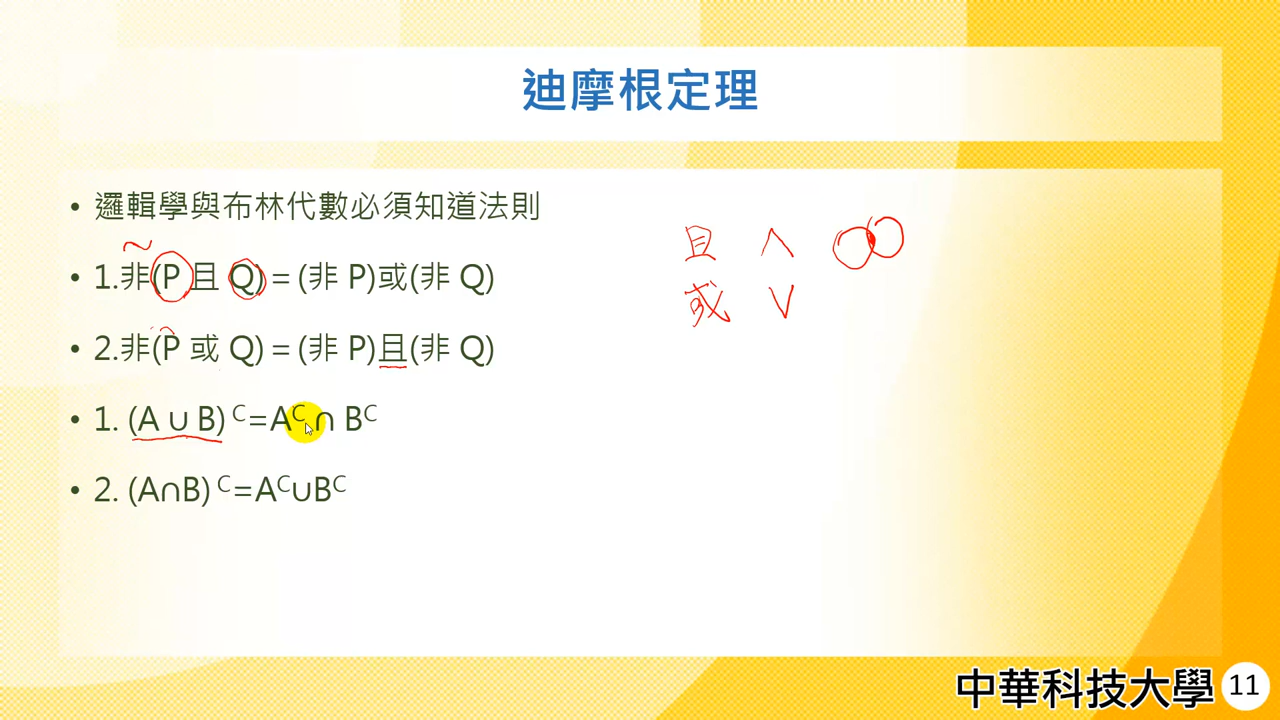 迪摩根定理
• 邏輯學與布林代數必須知道法則
~
• 1.非(P 且 Q)=(非 P)或(非 Q)
• 2.非(P 或 Q)=(非 P)且(非 Q)
• 1. (A ∪ B) ᶜ=Aᶜ ∩ Bᶜ
• 2. (A∩B) ᶜ=Aᶜ∪Bᶜ
且 ∧
或 ∨
中華科技大學 11